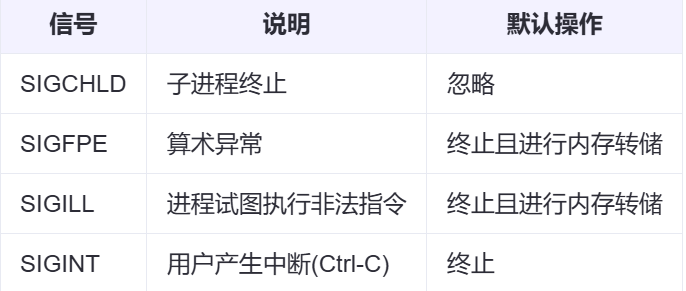 信号 说明 默认操作
SIGCHLD 子进程终止 忽略
SIGFPE 算术异常 终止且进行内存转储
SIGILL 进程试图执行非法指令 终止且进行内存转储
SIGINT 用户产生中断(Ctrl-C) 终止